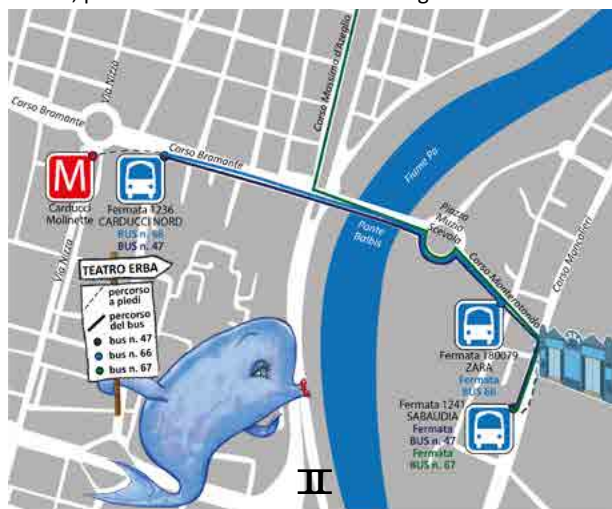 Via Nizza
Corso Bramante
Corso Massimo d'Azeglio
Fiume Po
Corso Bramante
M
Carducci
Molinette
Fermata 1236
CARDUCCI NORD
BUS n. 66
BUS n. 47
Ponte
Balbis
Piazza
Muzio
Scevola
Corso Moncalieri
Corso Monterotondo
Via Nizza
TEATRO ERBA
percorso
a piedi
percorso
del bus
bus n. 47
bus n. 66
bus n. 67
Fermata 180079
ZARA
Fermata
BUS 66
Fermata 1241
SABAUDIA
Fermata
BUS n. 47
Fermata
BUS n. 67
II